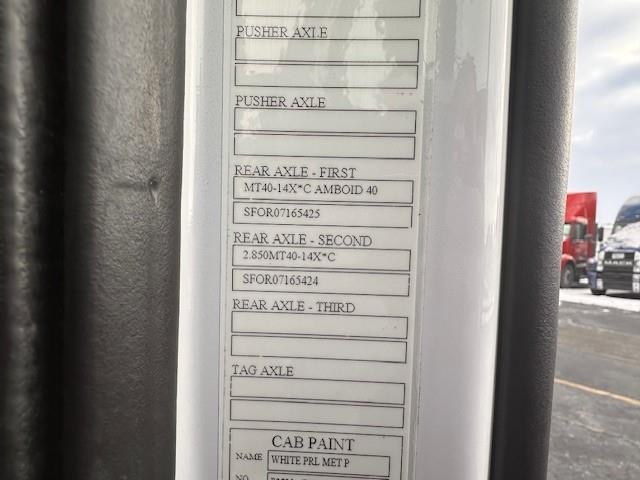 PUSHER AXLE
PUSHER AXLE
REAR AXLE - FIRST
MT40-14X*C AMBOID 40
SFOR07165425
REAR AXLE - SECOND
2.850MT40-14X*C
SFOR07165424
REAR AXLE - THIRD
TAG AXLE
CAB PAINT
NAME WHITE PRL MET P
NO.
MACK